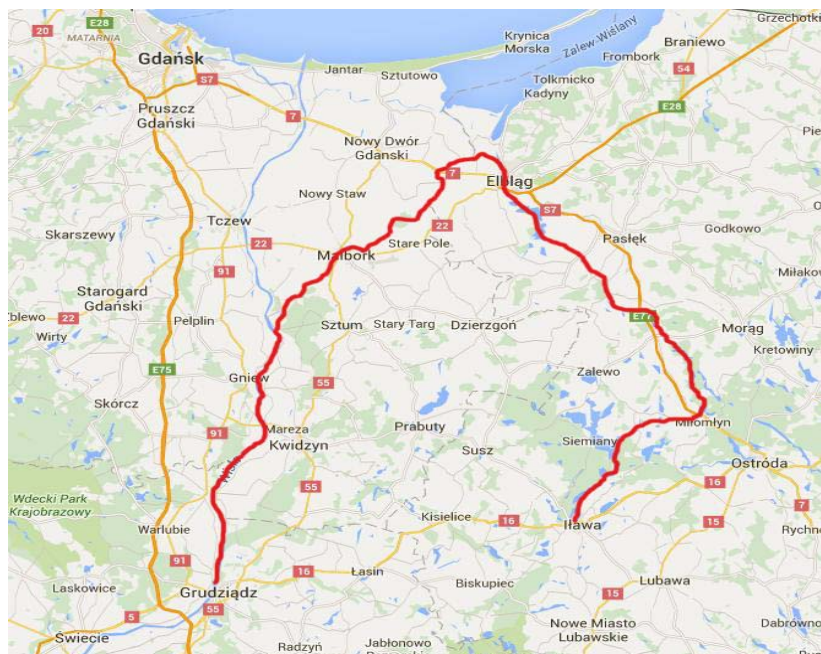 E28
20
MATARNIA
Gdańsk
S7
Pruszcz
Gdański
Jantar
Sztutowo
Krynica
Morska
Zalew-Wiślany
Tolkmicko
Kadyny
Frombork
Braniewo
54
E28
Grzechotki
7
Nowy Dwór
Gdański
7
Elbląg
Nowy Staw
Tczew
22
Skarszewy
22
Malbork
Stare Pole
S7
Pasłęk
Godkowo
91
Starogard
Gdański
22
Wirty
Pelplin
Sztum
Stary Targ
Dzierzgoń
E77
Morąg
Kretowiny
E75
Gniew
55
Zalewo
Skórcz
91
Mareza
Kwidzyn
Prabuty
Susz
Siemiany
Miłomłyn
Ostróda
Wisła
Wdecki Park
Krajobrazowy
55
16
7
Warlubie
Kisielice
16
Iława
15
91
Laskowice
Grudziądz
16
Łasin
Biskupiec
Lubawa
15
5
55
Świecie
Radzyń
Jabłonowo
Nowe Miasto
Lubawskie